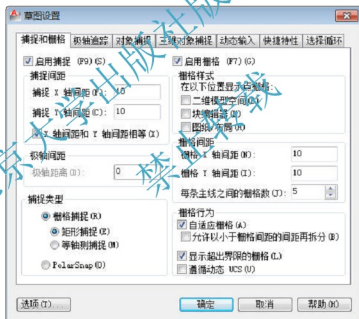 草图设置
捕捉和栅格 极轴追踪 对象捕捉 三维对象捕捉 动态输入 快捷特性 选择循环
启用捕捉 (F9)(S)
启用栅格 (F7)(G)
捕捉间距
捕捉 X 轴间距(P): 10
捕捉 Y 轴间距(C): 10
X 轴间距和 Y 轴间距相等(X)
极轴间距
极轴距离(D): 0
捕捉类型
栅格捕捉(R)
矩形捕捉(E)
等轴测捕捉(M)
PolarSnap(O)
栅格样式
在以下位置显示点栅格:
二维模型空间(D)
块编辑器(K)
图纸/布局(H)
栅格间距
栅格 X 轴间距(N): 10
栅格 Y 轴间距(I): 10
每条主线之间的栅格数(J): 5
栅格行为
自适应栅格(A)
允许以小于栅格间距的间距再拆分(B)
显示超出界限的栅格(L)
遵循动态 UCS(U)
选项(T)... 确定 取消 帮助(H)